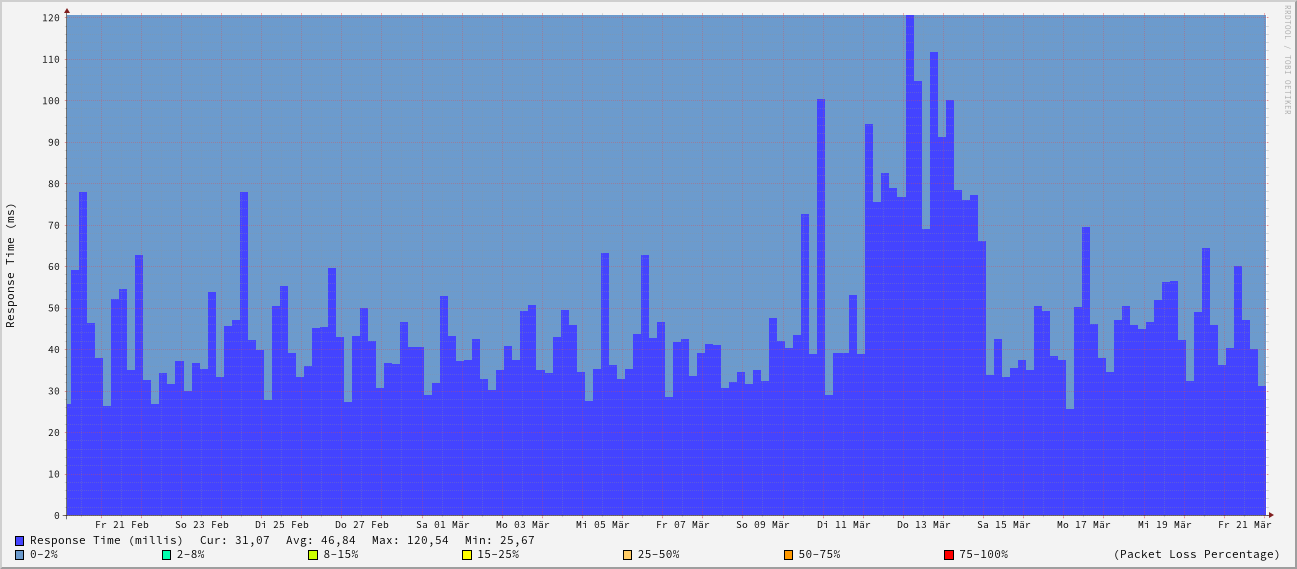 RRDTOOL / TOBI OETIKER
Response Time (ms)
120
110
100
90
80
70
60
50
40
30
20
10
0
Fr 21 Feb So 23 Feb Di 25 Feb Do 27 Feb Sa 01 Mär Mo 03 Mär Mi 05 Mär Fr 07 Mär So 09 Mär Di 11 Mär Do 13 Mär Sa 15 Mär Mo 17 Mär Mi 19 Mär Fr 21 Mär
Response Time (millis) Cur: 31,07 Avg: 46,84 Max: 120,54 Min: 25,67
0-2% 2-8% 8-15% 15-25% 25-50% 50-75% 75-100% (Packet Loss Percentage)